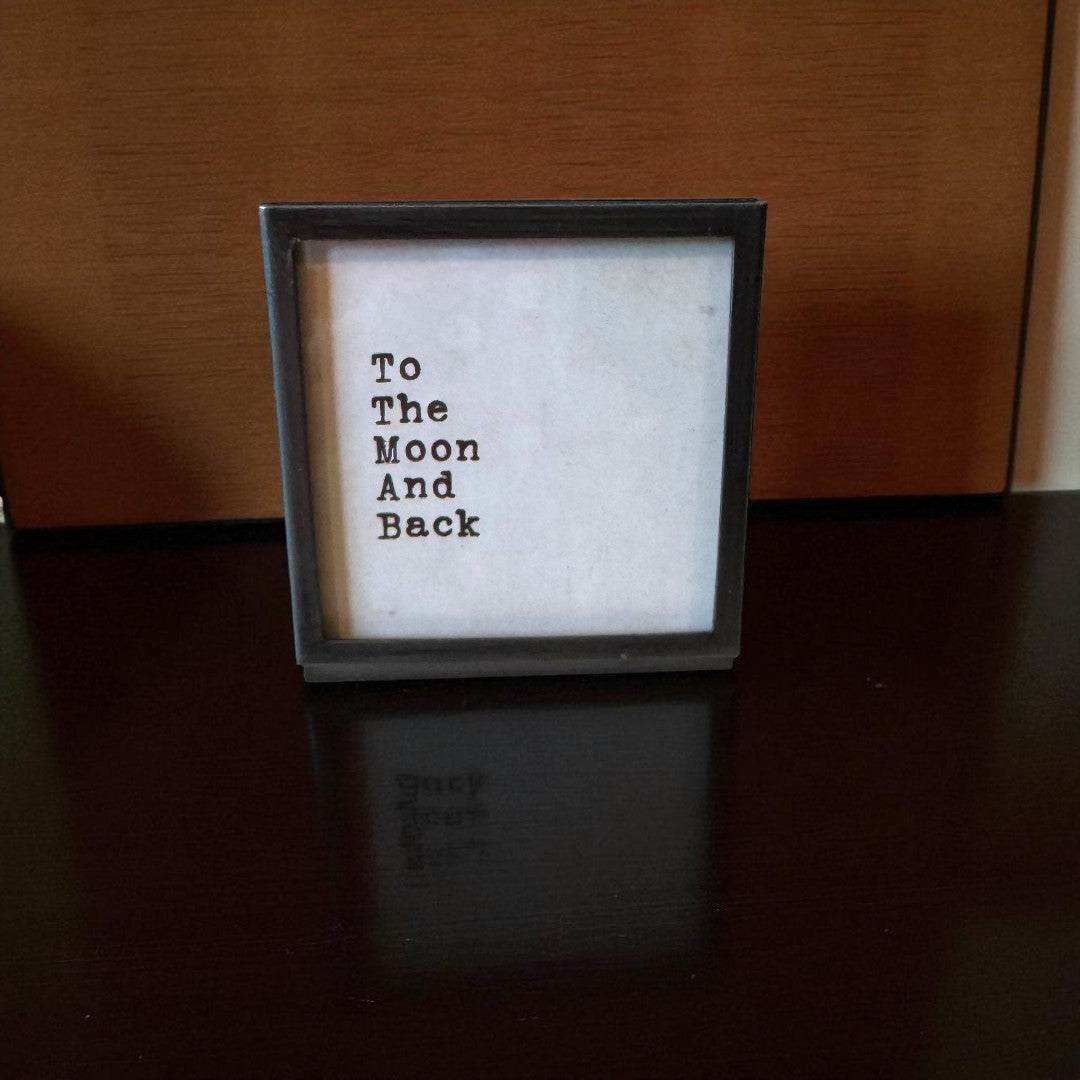 To
The
Moon
And
Back